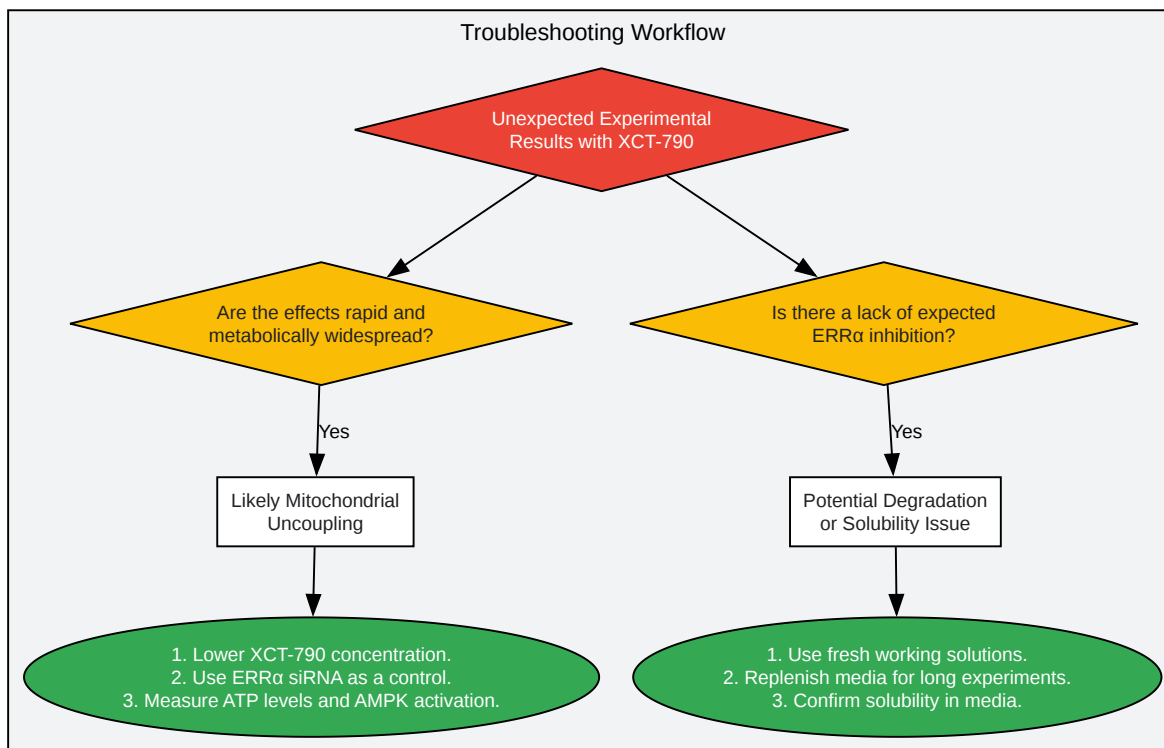 Troubleshooting Workflow
Unexpected Experimental
Results with XCT-790
Are the effects rapid and
metabolically widespread?
Is there a lack of expected
ERRα inhibition?
Yes
Yes
Likely Mitochondrial
Uncoupling
Potential Degradation
or Solubility Issue
1. Lower XCT-790 concentration.
2. Use ERRα siRNA as a control.
3. Measure ATP levels and AMPK activation.
1. Use fresh working solutions.
2. Replenish media for long experiments.
3. Confirm solubility in media.